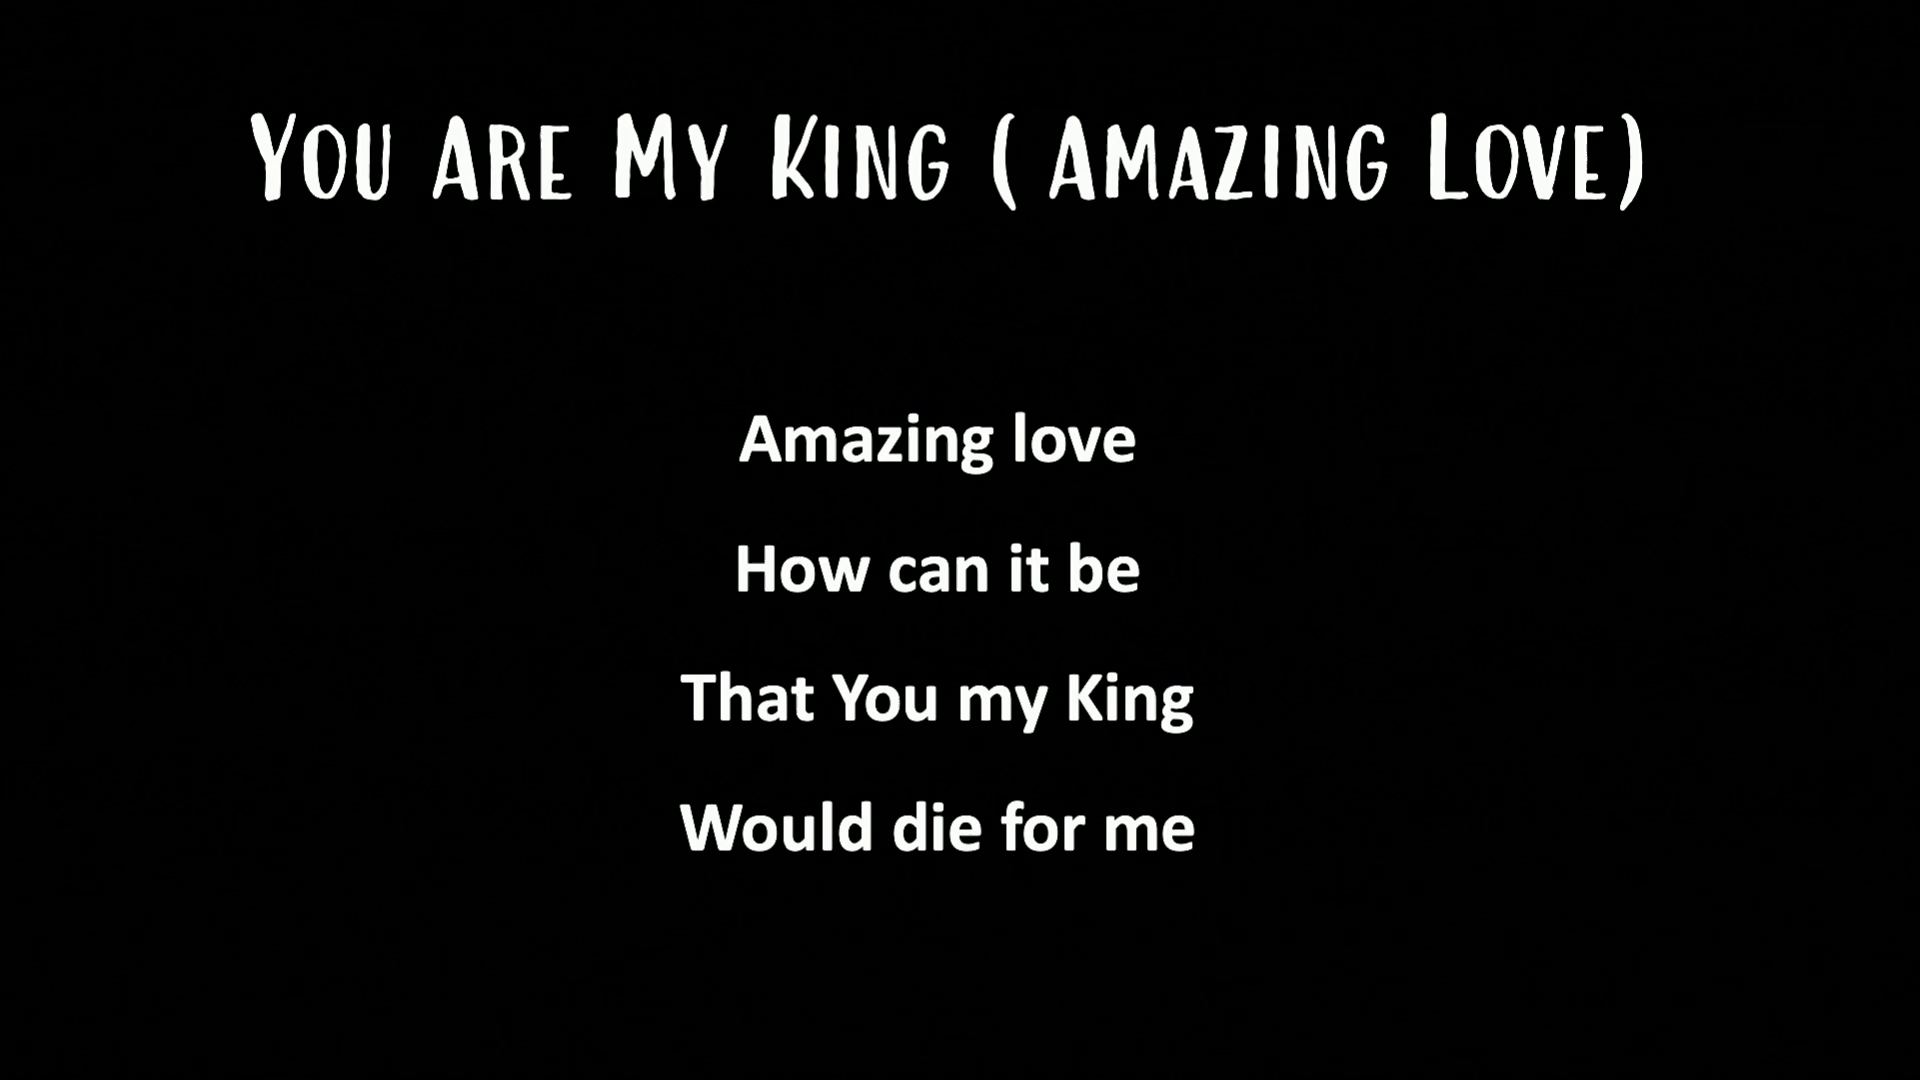 You Are My King ( Amazing Love)
Amazing love
How can it be
That You my King
Would die for me